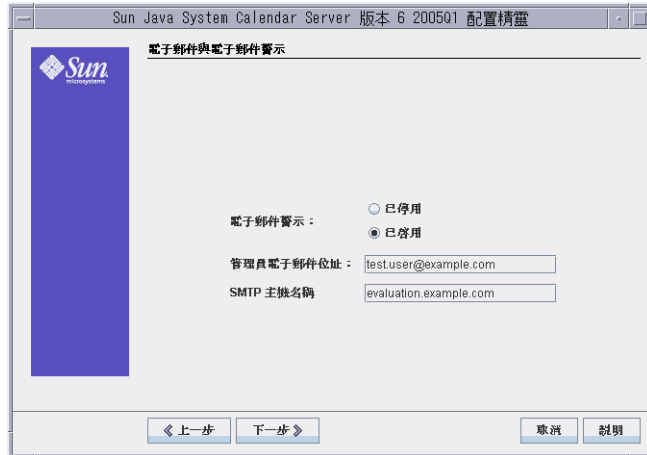 Sun Java System Calendar Server 版本 6 2005Q1 配置精靈
Sun
microsystems
電子郵件與電子郵件警示
電子郵件警示：
已停用
已啓用
管理員電子郵件位址：
test.user@example.com
SMTP 主機名稱
evaluation.example.com
上一步
下一步
取消
說明